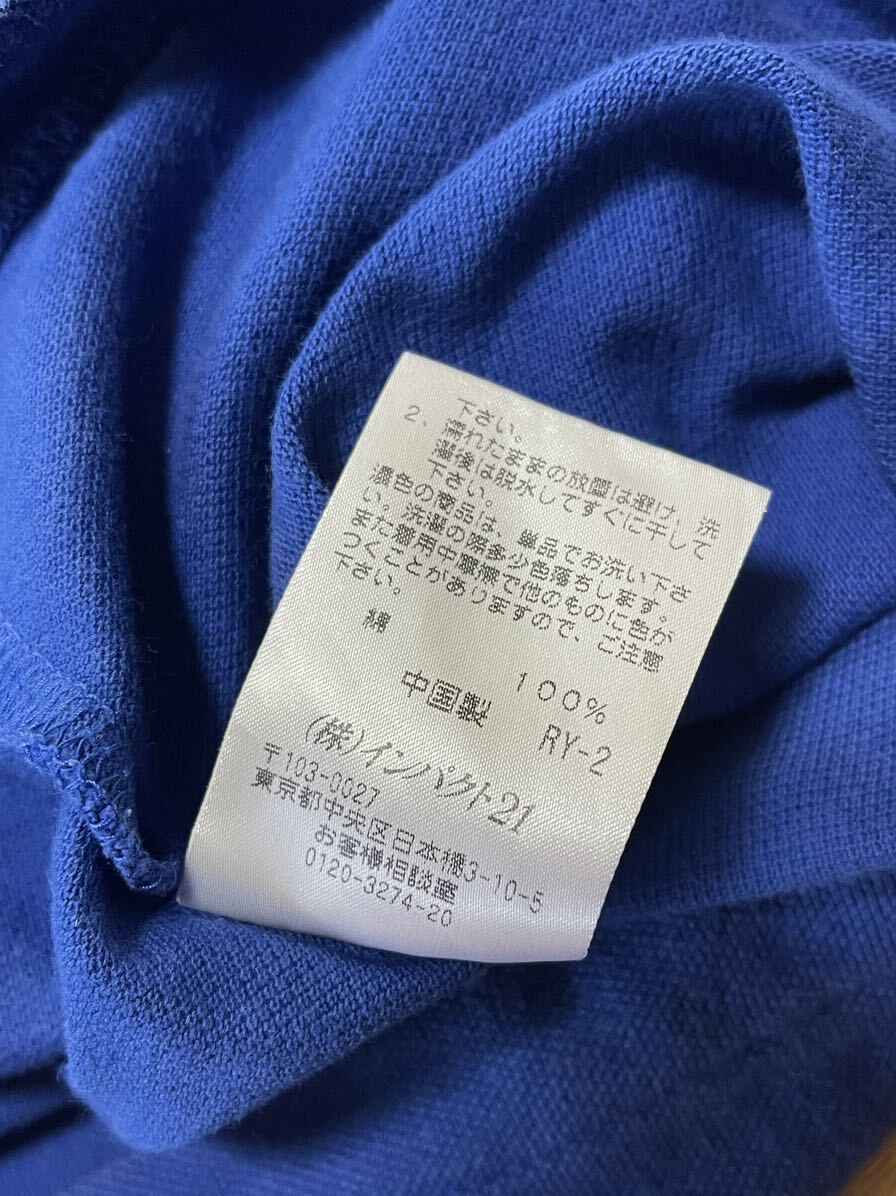 下さい。
2. 濡れたままの放置は避け、洗
濯後は脱水してすぐに干して
下さい。
濃色の商品は、単品でお洗い下さ
い。洗濯の際多少色落ちします。
また着用中摩擦で他のものに色が
つくことがありますので、ご注意
下さい。
綿 100%
中国製 RY-2
(株)インパクト21
〒103-0027
東京都中央区日本橋3-10-5
お客様相談室
0120-3274-20